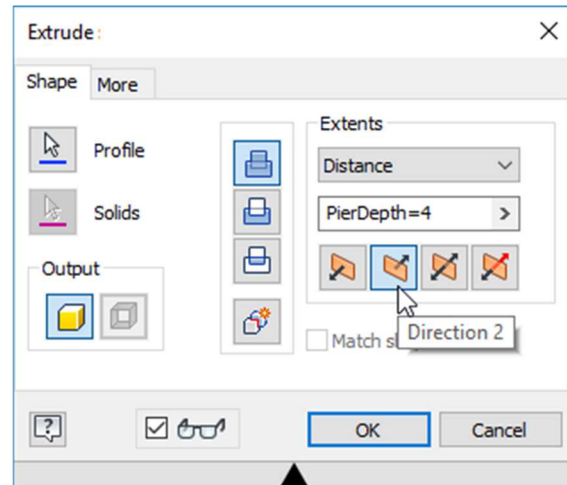 Extrude :
Shape More
Extents
Profile
Distance
Solids
PierDepth=4
Output
Direction 2
Match
OK Cancel